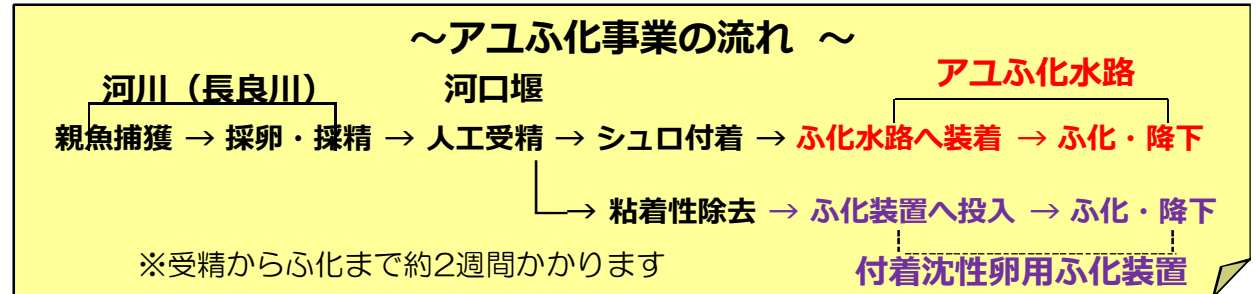 ～アユふ化事業の流れ ～
河川（長良川）
河口堰
アユふ化水路
親魚捕獲 → 採卵・採精 → 人工受精 → シュロ付着 → ふ化水路へ装着 → ふ化・降下
→ 粘着性除去 → ふ化装置へ投入 → ふ化・降下
※受精からふ化まで約2週間かかります
付着沈性卵用ふ化装置